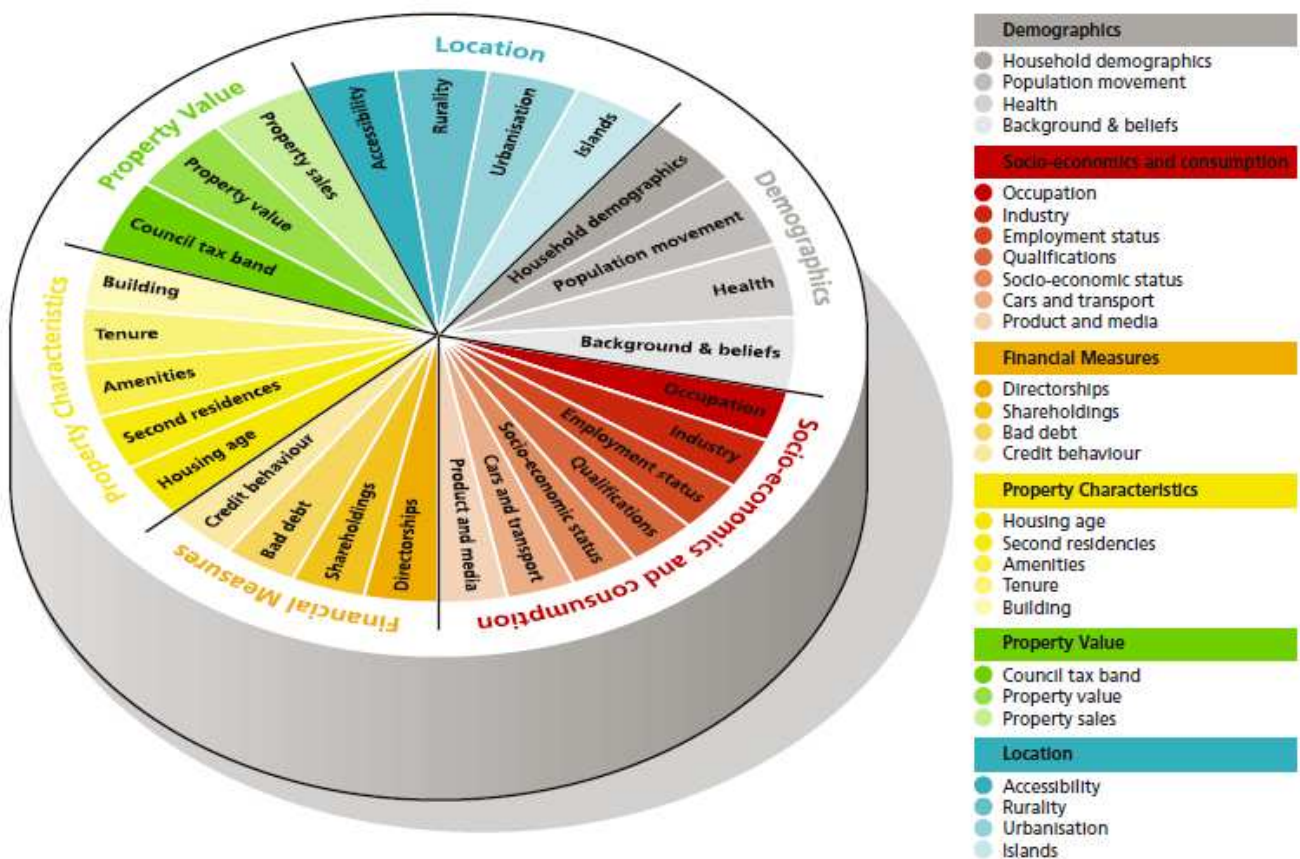 Location
Accessibility
Rurality
Urbanisation
Islands
Demographics
Household demographics
Population movement
Health
Background & beliefs
Socio-economics and consumption
Occupation
Industry
Employment status
Qualifications
Socio-economic status
Cars and transport
Product and media
Financial Measures
Directorships
Shareholdings
Bad debt
Credit behaviour
Property Characteristics
Housing age
Second residences
Amenities
Tenure
Building
Property Value
Council tax band
Property value
Property sales
Demographics
Household demographics
Population movement
Health
Background & beliefs
Socio-economics and consumption
Occupation
Industry
Employment status
Qualifications
Socio-economic status
Cars and transport
Product and media
Financial Measures
Directorships
Shareholdings
Bad debt
Credit behaviour
Property Characteristics
Housing age
Second residencies
Amenities
Tenure
Building
Property Value
Council tax band
Property value
Property sales
Location
Accessibility
Rurality
Urbanisation
Islands